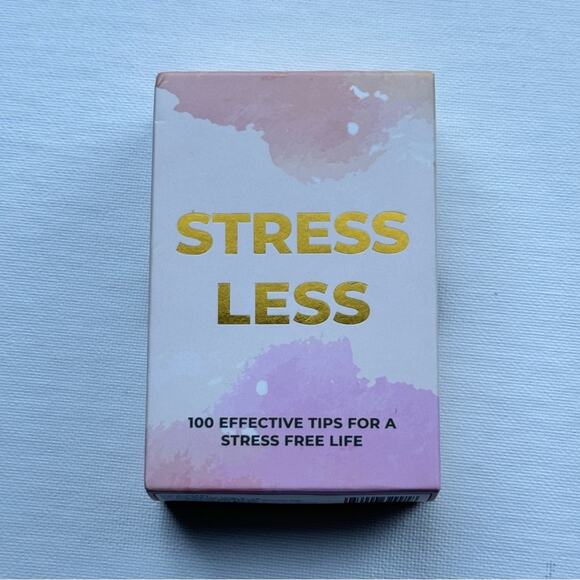 STRESS
LESS
100 EFFECTIVE TIPS FOR A
STRESS FREE LIFE